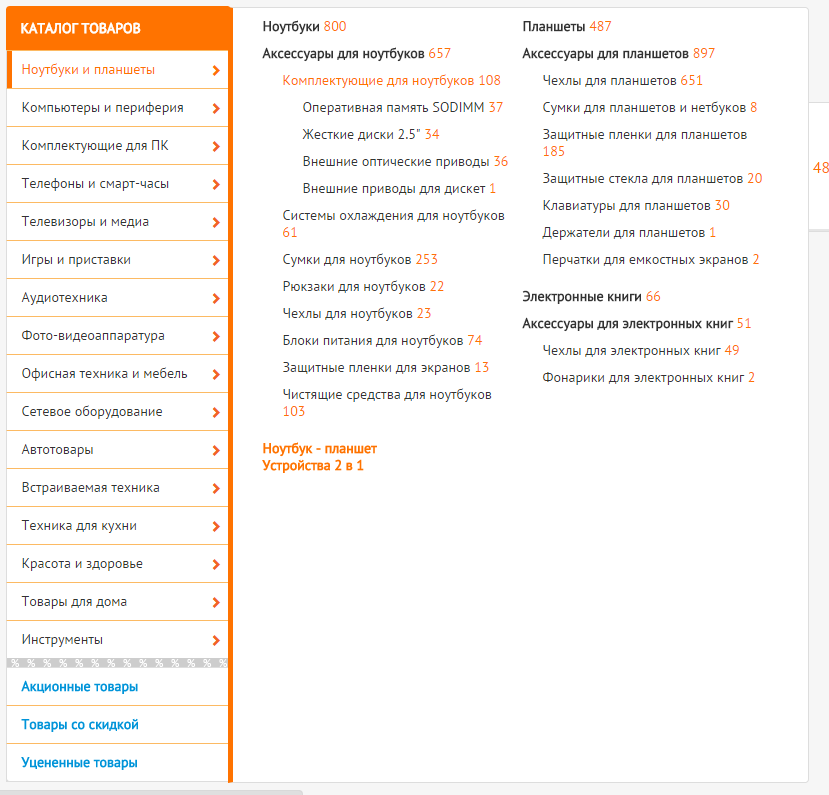 КАТАЛОГ ТОВАРОВ
Ноутбуки и планшеты
Компьютеры и периферия
Комплектующие для ПК
Телефоны и смарт-часы
Телевизоры и медиа
Игры и приставки
Аудиотехника
Фото-видеоаппаратура
Офисная техника и мебель
Сетевое оборудование
Автотовары
Встраиваемая техника
Техника для кухни
Красота и здоровье
Товары для дома
Инструменты
% % % % % % % % % % % % % %
Акционные товары
Товары со скидкой
Уцененные товары
Ноутбуки 800
Аксессуары для ноутбуков 657
Комплектующие для ноутбуков 108
Оперативная память SODIMM 37
Жесткие диски 2.5" 34
Внешние оптические приводы 36
Внешние приводы для дискет 1
Системы охлаждения для ноутбуков
61
Сумки для ноутбуков 253
Рюкзаки для ноутбуков 22
Чехлы для ноутбуков 23
Блоки питания для ноутбуков 74
Защитные пленки для экранов 13
Чистящие средства для ноутбуков
103
Ноутбук - планшет
Устройства 2 в 1
Планшеты 487
Аксессуары для планшетов 897
Чехлы для планшетов 651
Сумки для планшетов и нетбуков 8
Защитные пленки для планшетов
185
Защитные стекла для планшетов 20
Клавиатуры для планшетов 30
Держатели для планшетов 1
Перчатки для емкостных экранов 2
Электронные книги 66
Аксессуары для электронных книг 51
Чехлы для электронных книг 49
Фонарики для электронных книг 2
48